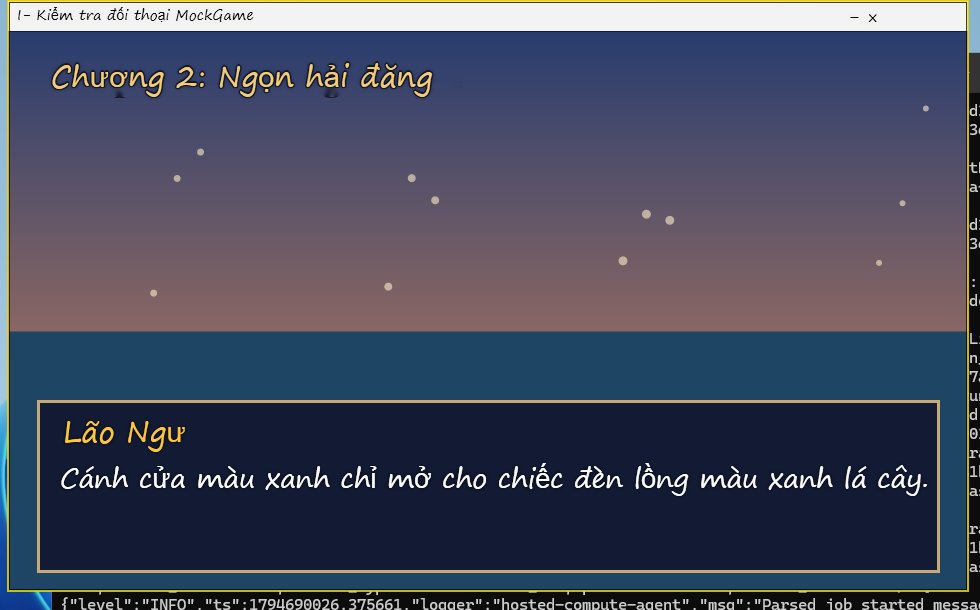 I- Kiểm tra đối thoại MockGame
Chương 2: Ngọn hải đăng
Lão Ngư
Cánh cửa màu xanh chỉ mở cho chiếc đèn lồng màu xanh lá cây.
{"level":"INFO","ts":1794690026.375661,"logger":"hosted-compute-agent","msg":"Parsed job started mess